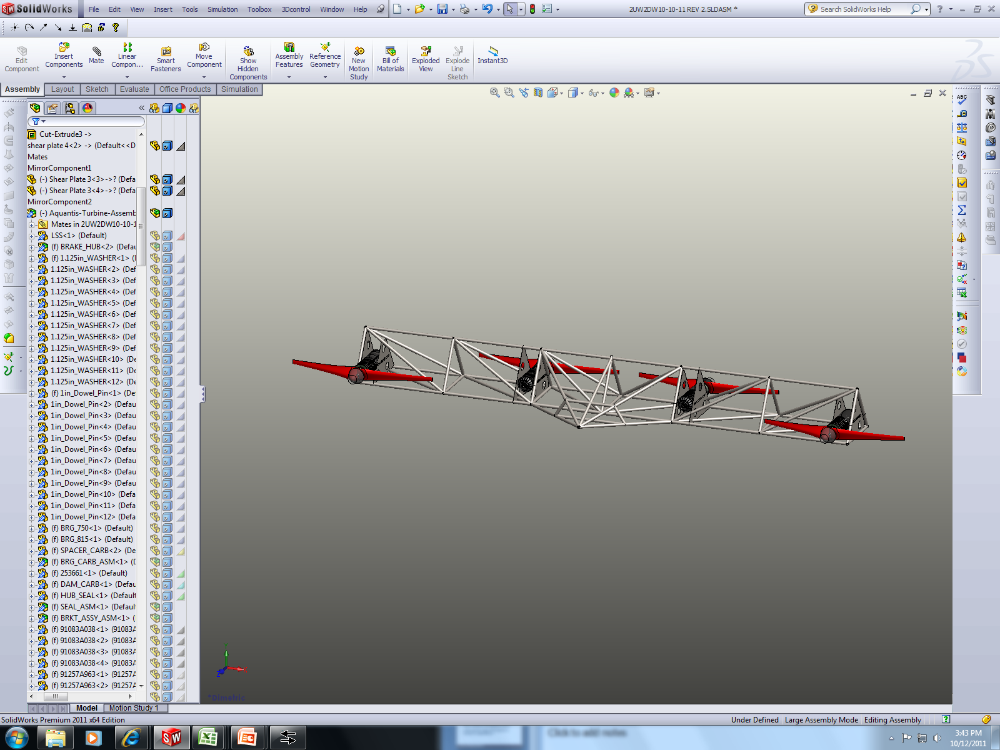 SolidWorks
File Edit View Insert Tools Simulation Toolbox 3Dcontrol Window Help
2UW2DW10-10-11 REV 2.SLDASM *
Search SolidWorks Help
Edit Component
Insert Components
Mate
Linear Compon...
Smart Fasteners
Move Component
Show Hidden Components
Assembly Features
Reference Geometry
New Motion Study
Bill of Materials
Exploded View
Explode Line Sketch
Instant3D
Assembly Layout Sketch Evaluate Office Products Simulation
ABC
Cut-Extrude3 ->
shear plate 4<2> -> (Default<<D
Mates
MirrorComponent1
(-) Shear Plate 3<3>->? (Defa
(-) Shear Plate 3<4>->? (Defa
MirrorComponent2
(-) Aquantis-Turbine-Assemb
Mates in 2UW2DW10-10-1
LSS<1> (Default)
(f) BRAKE_HUB<2> (Defau
(f) 1.125in_WASHER<1> (
1.125in_WASHER<2> (Def
1.125in_WASHER<3> (Def
1.125in_WASHER<4> (Def
1.125in_WASHER<5> (Def
1.125in_WASHER<6> (Def
1.125in_WASHER<7> (Def
1.125in_WASHER<8> (Def
1.125in_WASHER<9> (Def
1.125in_WASHER<10> (De
1.125in_WASHER<11> (De
1.125in_WASHER<12> (De
(f) 1in_Dowel_Pin<1> (De
1in_Dowel_Pin<2> (Defau
1in_Dowel_Pin<3> (Defau
1in_Dowel_Pin<4> (Defau
1in_Dowel_Pin<5> (Defau
1in_Dowel_Pin<6> (Defau
1in_Dowel_Pin<7> (Defau
1in_Dowel_Pin<8> (Defau
1in_Dowel_Pin<9> (Defau
1in_Dowel_Pin<10> (Defa
1in_Dowel_Pin<11> (Defa
1in_Dowel_Pin<12> (Defa
(f) BRG_750<1> (Default)
(f) BRG_815<1> (Default)
(f) SPACER_CARB<2> (De
(f) BRG_CARB_ASM<1> (D
(f) 253661<1> (Default)
(f) DAM_CARB<1> (Defau
(f) HUB_SEAL<1> (Default
(f) SEAL_ASM<1> (Defaul
(f) BRKT_ASSY_ASM<1> (
(f) 91083A038<1> (91083A
(f) 91083A038<2> (91083A
(f) 91083A038<3> (91083A
(f) 91083A038<4> (91083A
(f) 91257A963<1> (91257A
(f) 91257A963<2> (91257A
*Dimetric
Model Motion Study 1
SolidWorks Premium 2011 x64 Edition
Under Defined Large Assembly Mode Editing Assembly
Click to add notes
3:43 PM
10/12/2011